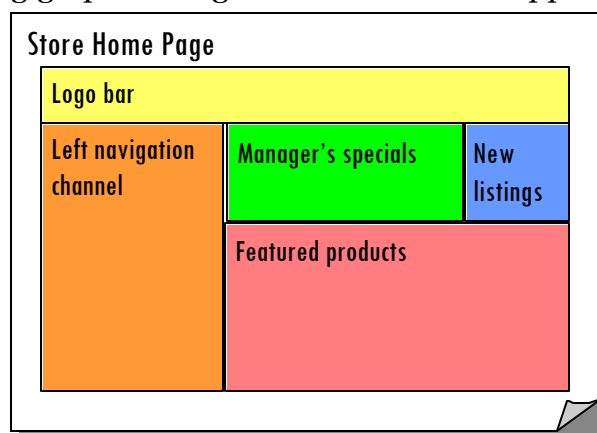 Store Home Page
Logo bar
Left navigation
channel
Manager's specials
New
listings
Featured products